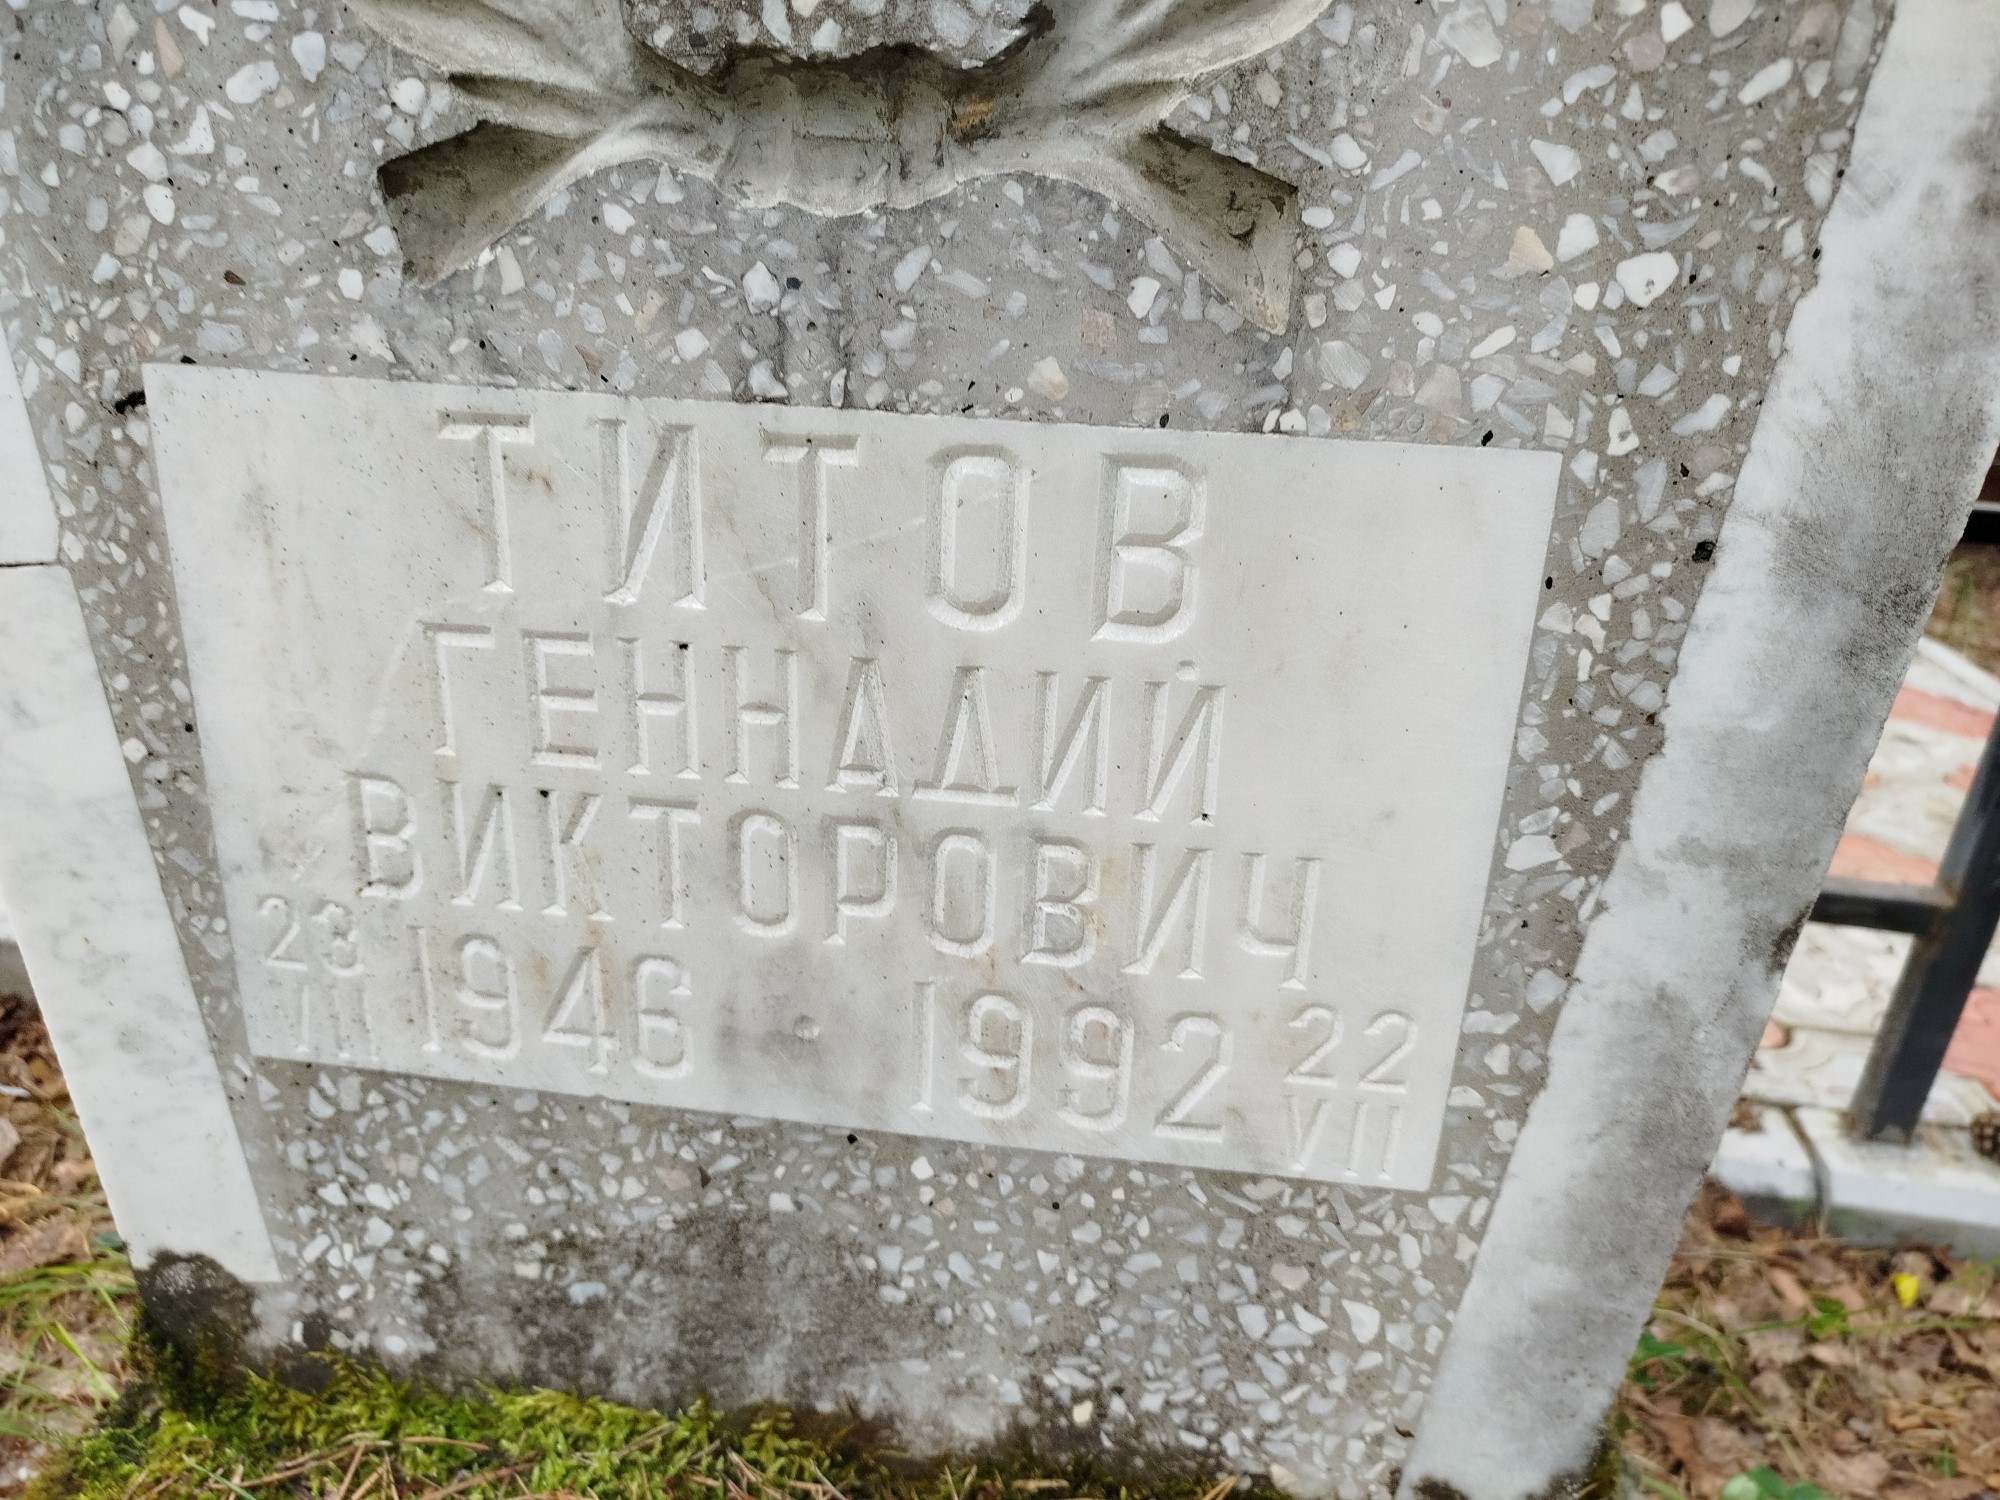 ТИТОВ
ГЕННАДИЙ
ВИКТОРОВИЧ
23 III 1946 · 1992 22 VII